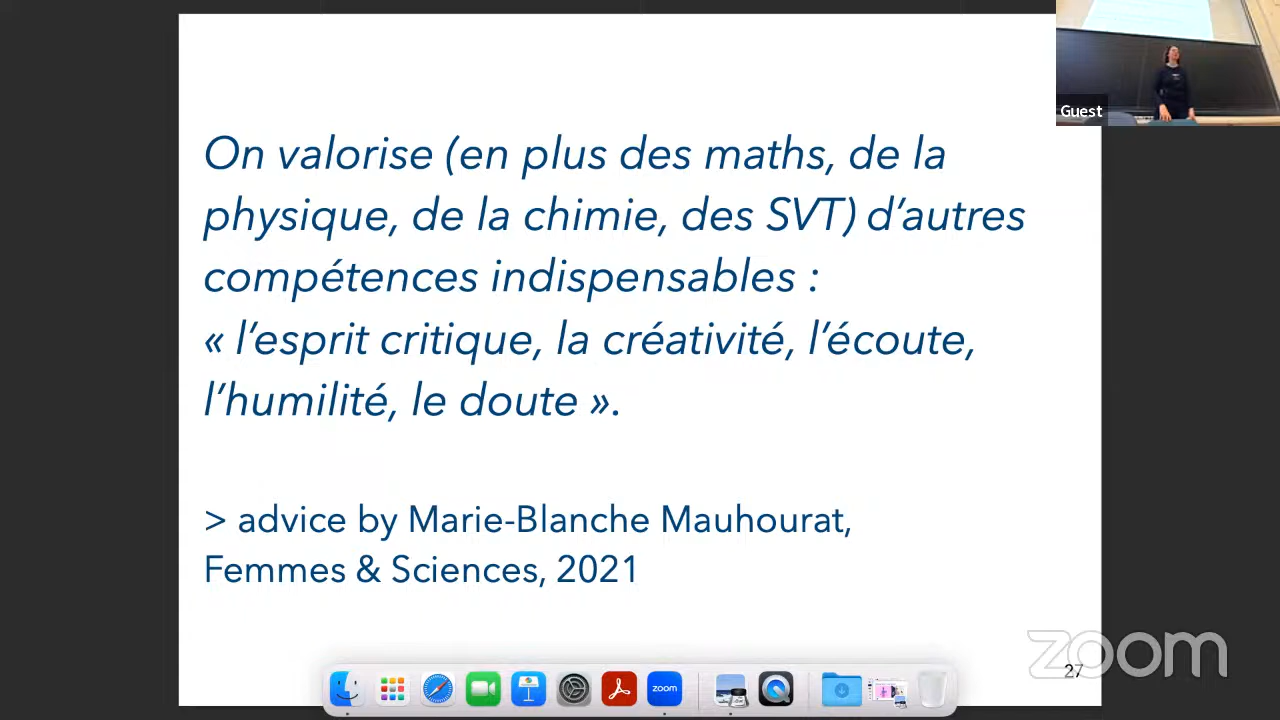 On valorise (en plus des maths, de la
physique, de la chimie, des SVT) d’autres
compétences indispensables :
« l’esprit critique, la créativité, l’écoute,
l’humilité, le doute ».
> advice by Marie-Blanche Mauhourat,
Femmes & Sciences, 2021
27
Guest
zoom
zoom